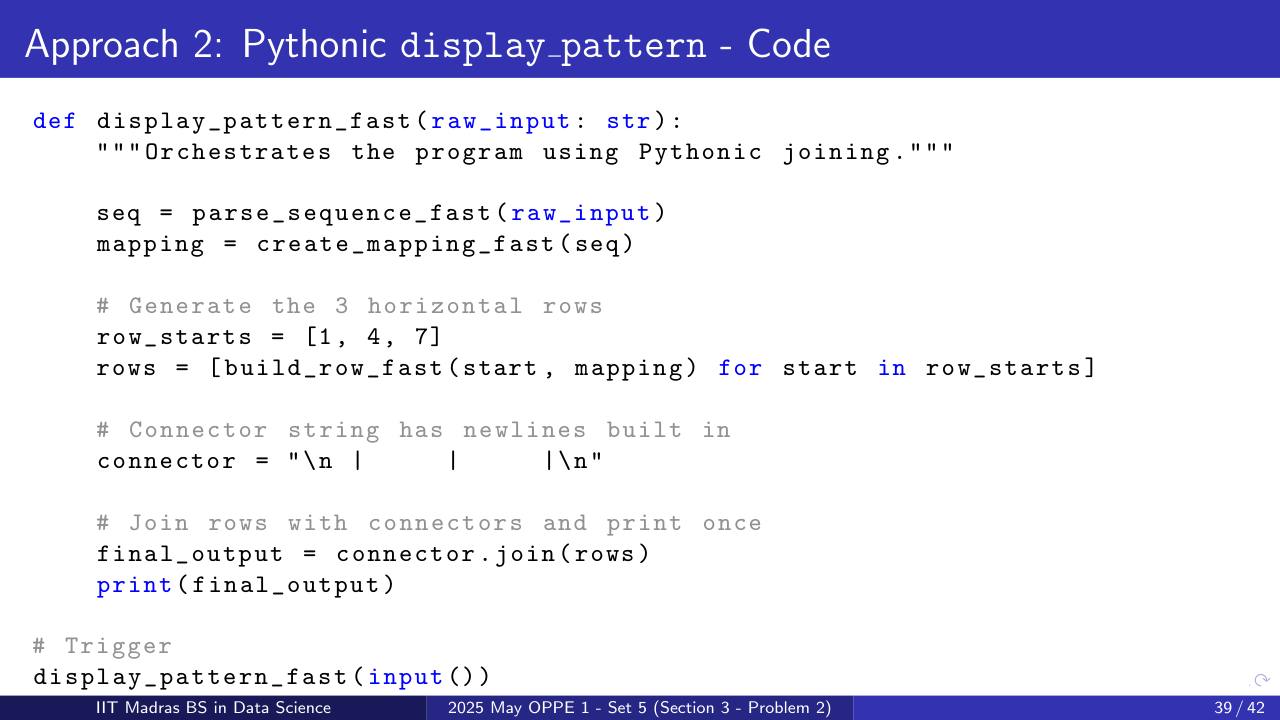 Approach 2: Pythonic display_pattern - Code
def display_pattern_fast(raw_input: str):
    """Orchestrates the program using Pythonic joining."""
    seq = parse_sequence_fast(raw_input)
    mapping = create_mapping_fast(seq)
    # Generate the 3 horizontal rows
    row_starts = [1, 4, 7]
    rows = [build_row_fast(start, mapping) for start in row_starts]
    # Connector string has newlines built in
    connector = "\n |     |     |\n"
    # Join rows with connectors and print once
    final_output = connector.join(rows)
    print(final_output)
# Trigger
display_pattern_fast(input())
IIT Madras BS in Data Science 2025 May OPPE 1 - Set 5 (Section 3 - Problem 2) 39 / 42